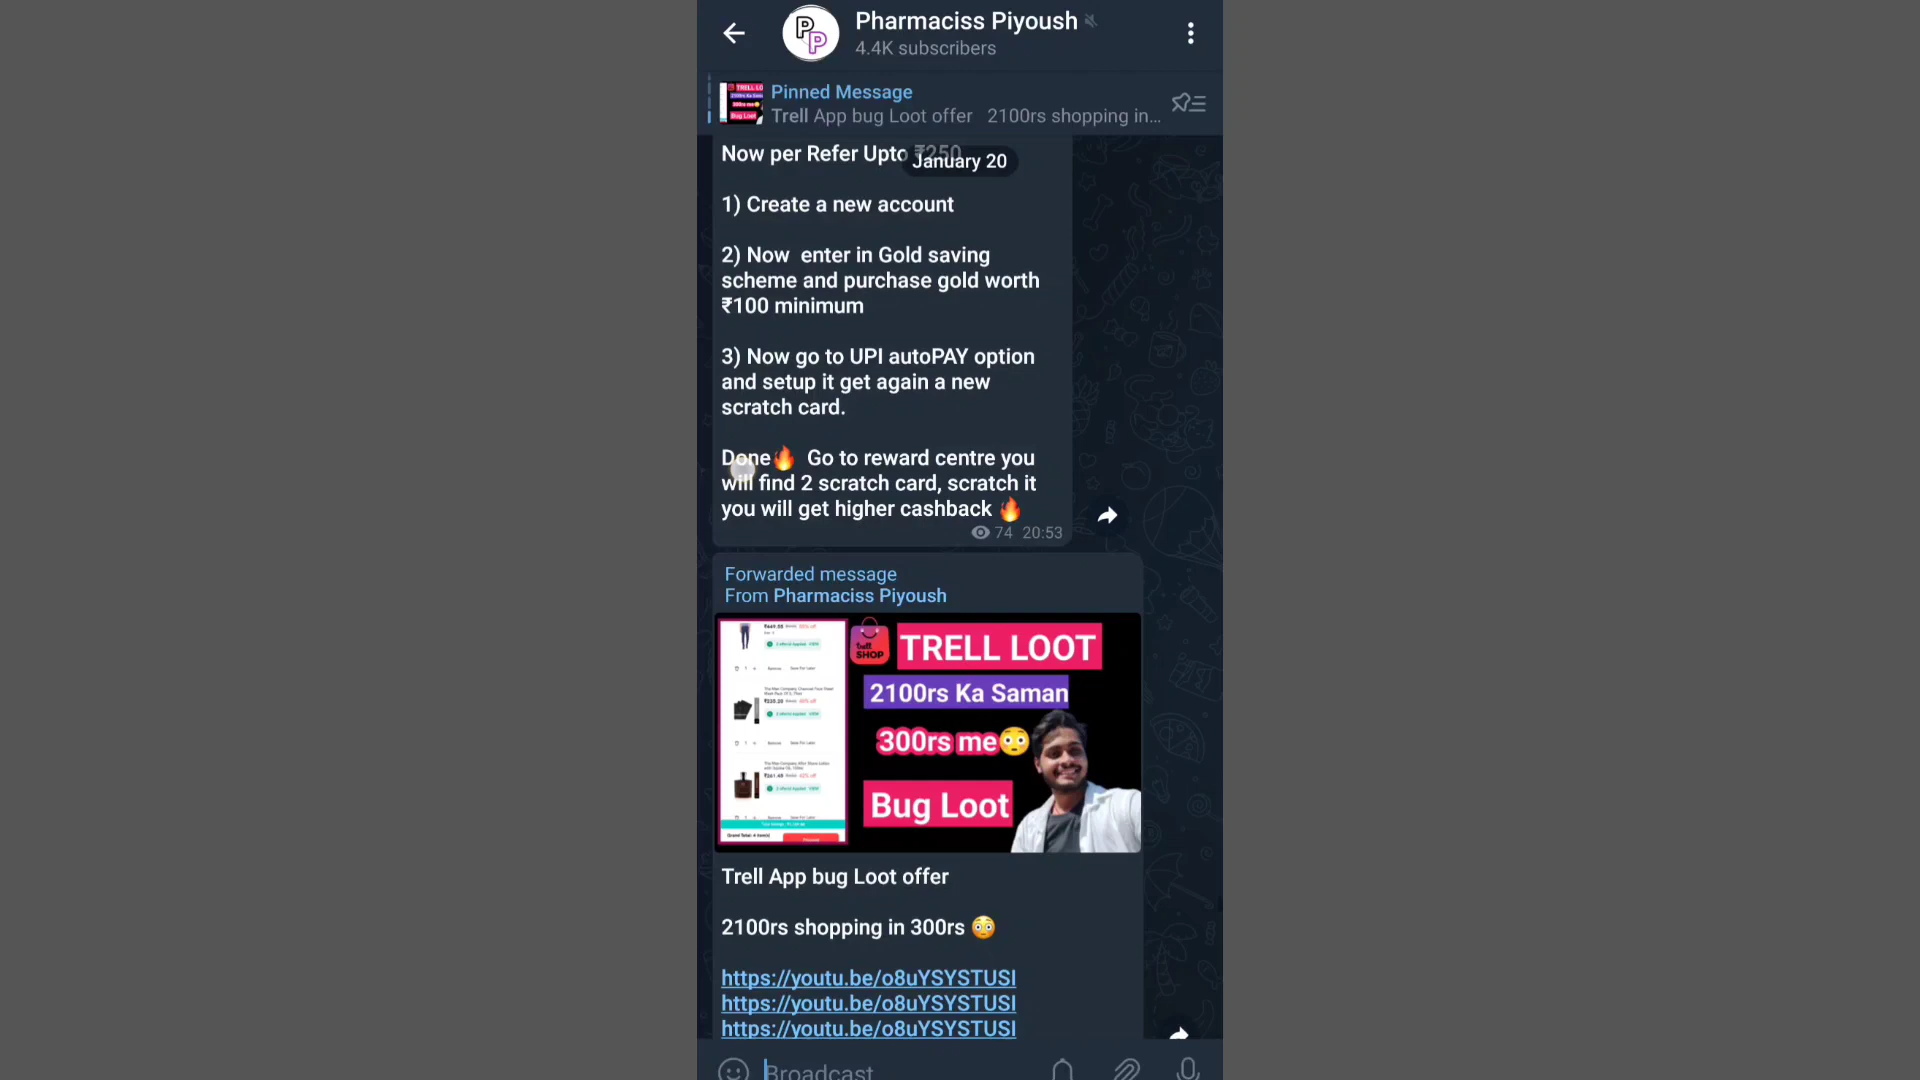 Pharmaciss Piyoush
4.4K subscribers
Pinned Message
Trell App bug Loot offer 2100rs shopping in...
Now per Refer Upto ₹250
January 20
1) Create a new account
2) Now enter in Gold saving
scheme and purchase gold worth
₹100 minimum
3) Now go to UPI autoPAY option
and setup it get again a new
scratch card.
Done🔥 Go to reward centre you
will find 2 scratch card, scratch it
you will get higher cashback 🔥
74 20:53
Forwarded message
From Pharmaciss Piyoush
trell
SHOP
TRELL LOOT
2100rs Ka Saman
300rs me😳
Bug Loot
Trell App bug Loot offer
2100rs shopping in 300rs 😳
https://youtu.be/o8uYSYSTUSI
https://youtu.be/o8uYSYSTUSI
https://youtu.be/o8uYSYSTUSI
Broadcast